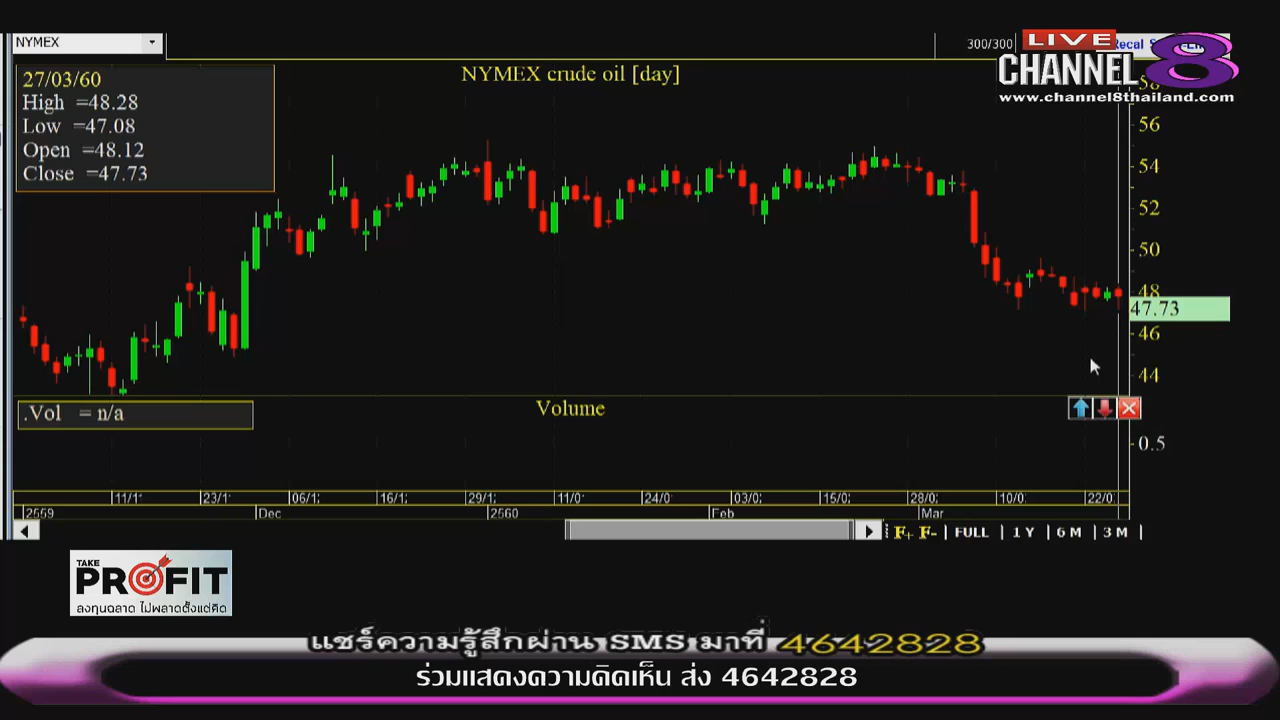 NYMEX
300/300
LIVE
CHANNEL 8
www.channel8thailand.com
NYMEX crude oil [day]
27/03/60
High =48.28
Low =47.08
Open =48.12
Close =47.73
56
54
52
50
48
47.73
46
44
.Vol = n/a
Volume
0.5
11/1
23/1
06/1
16/1
29/1
11/0
24/0
03/0
15/0
28/0
10/0
22/0
2559
Dec
2560
Feb
Mar
F+ F- FULL 1 Y 6 M 3 M
TAKE
PROFIT
ลงทุนฉลาด ไม่พลาดตั้งแต่คิด
แชร์ความรู้สึกผ่าน SMS มาที่ 4642828
ร่วมแสดงความคิดเห็น ส่ง 4642828